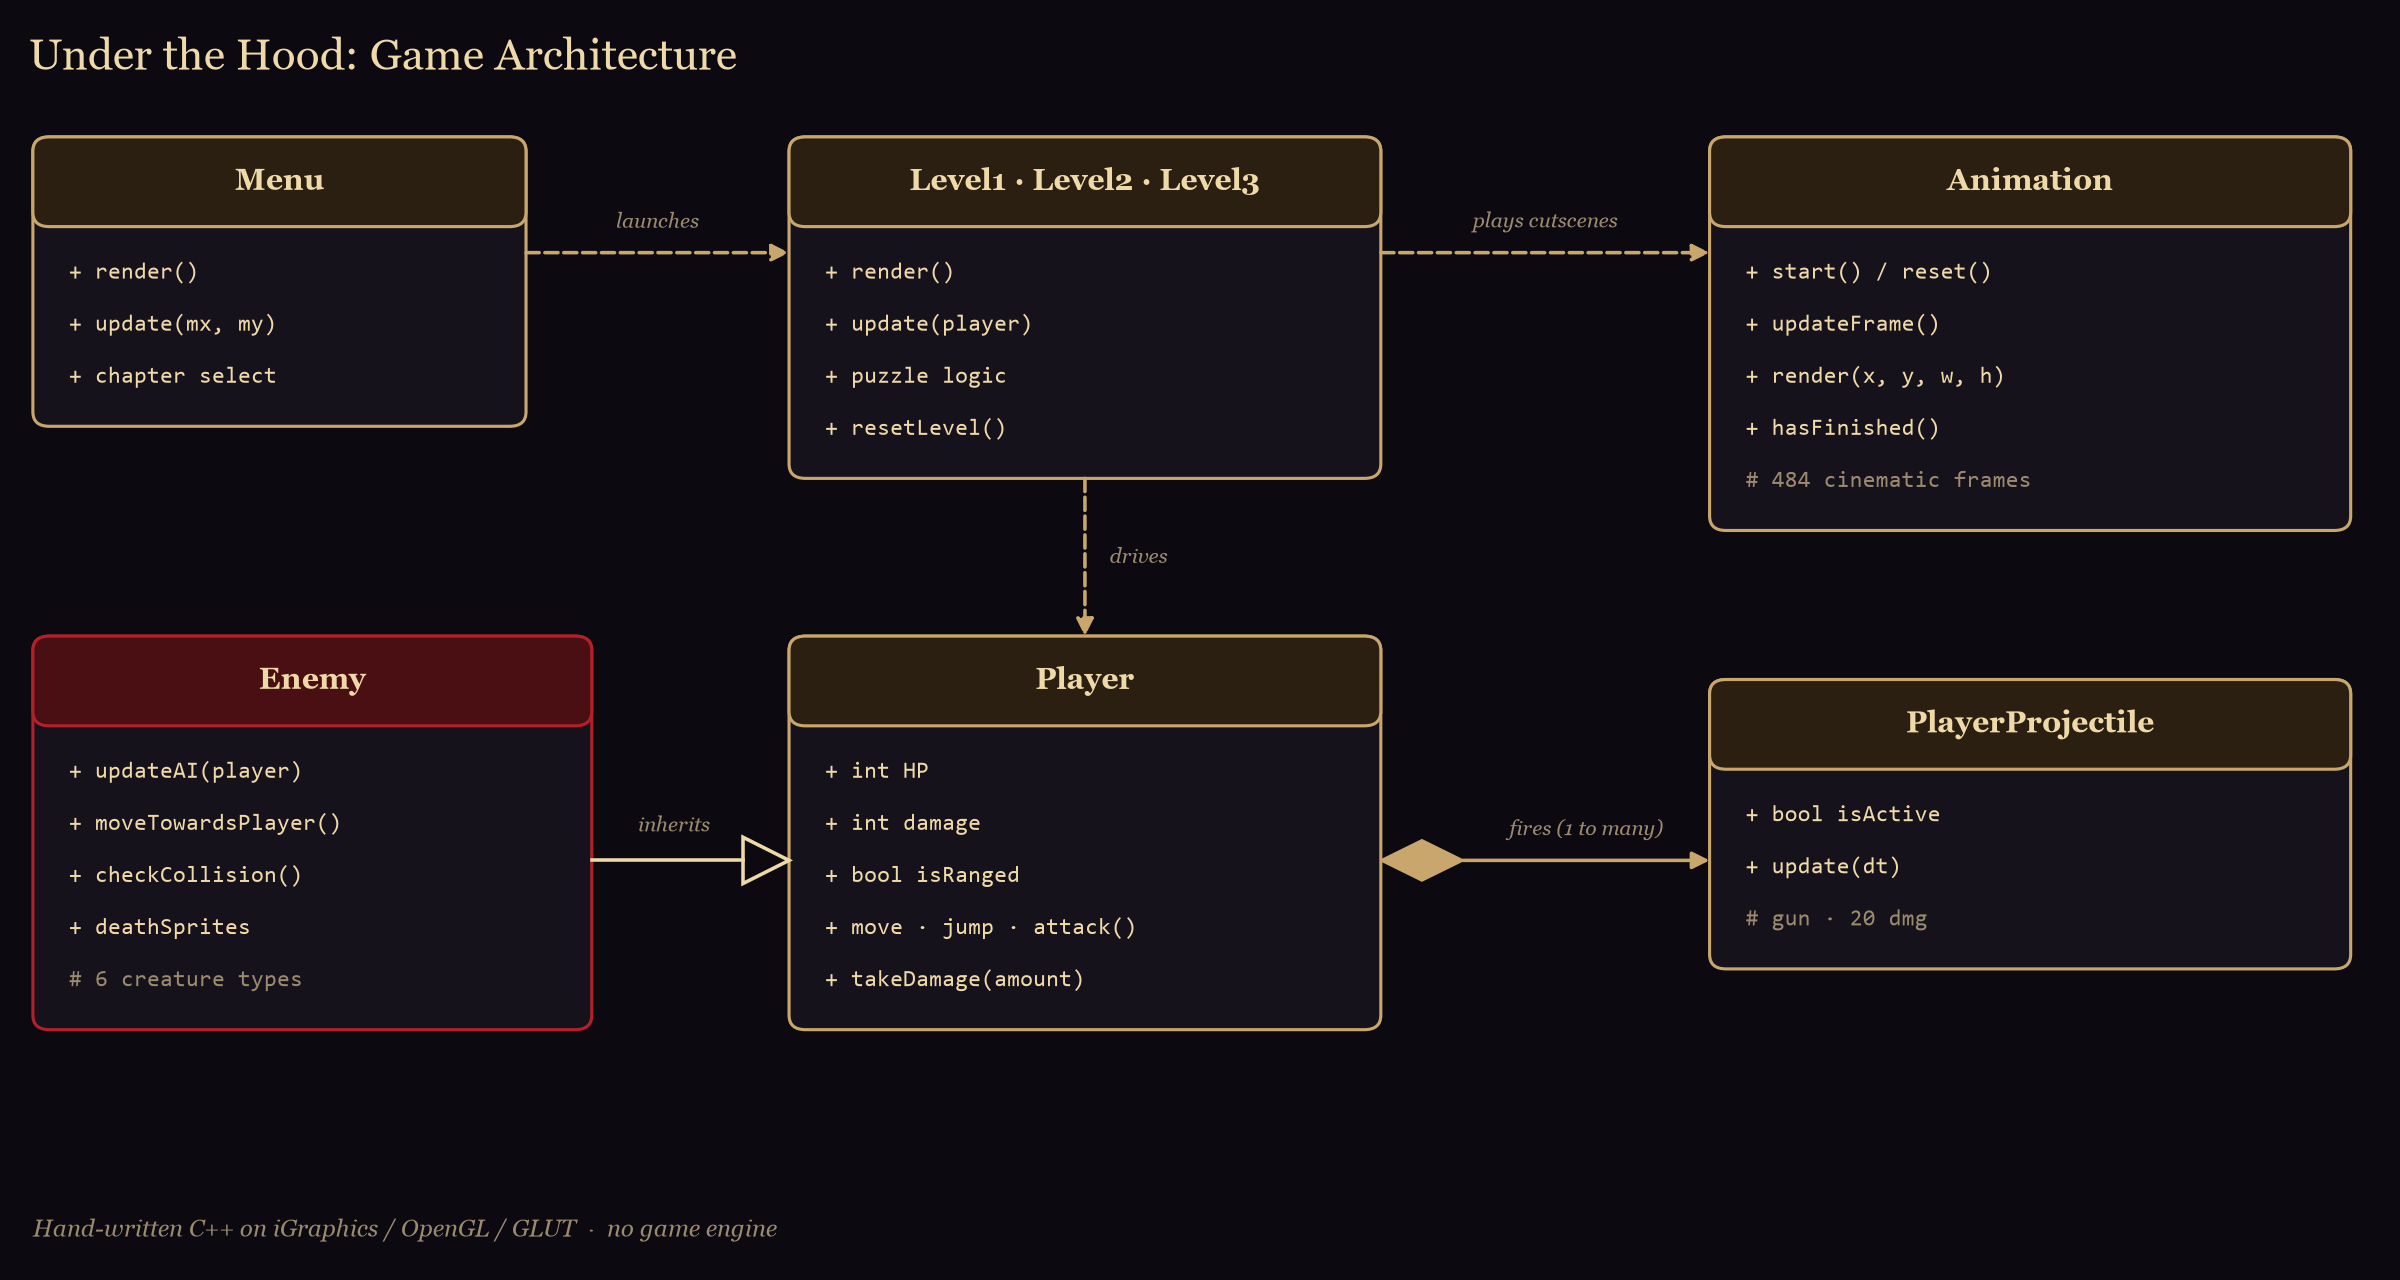 Under the Hood: Game Architecture
Menu
+ render()
+ update(mx, my)
+ chapter select
launches
Level1 · Level2 · Level3
+ render()
+ update(player)
+ puzzle logic
+ resetLevel()
plays cutscenes
Animation
+ start() / reset()
+ updateFrame()
+ render(x, y, w, h)
+ hasFinished()
# 484 cinematic frames
drives
Enemy
+ updateAI(player)
+ moveTowardsPlayer()
+ checkCollision()
+ deathSprites
# 6 creature types
inherits
Player
+ int HP
+ int damage
+ bool isRanged
+ move · jump · attack()
+ takeDamage(amount)
fires (1 to many)
PlayerProjectile
+ bool isActive
+ update(dt)
# gun · 20 dmg
Hand-written C++ on iGraphics / OpenGL / GLUT · no game engine